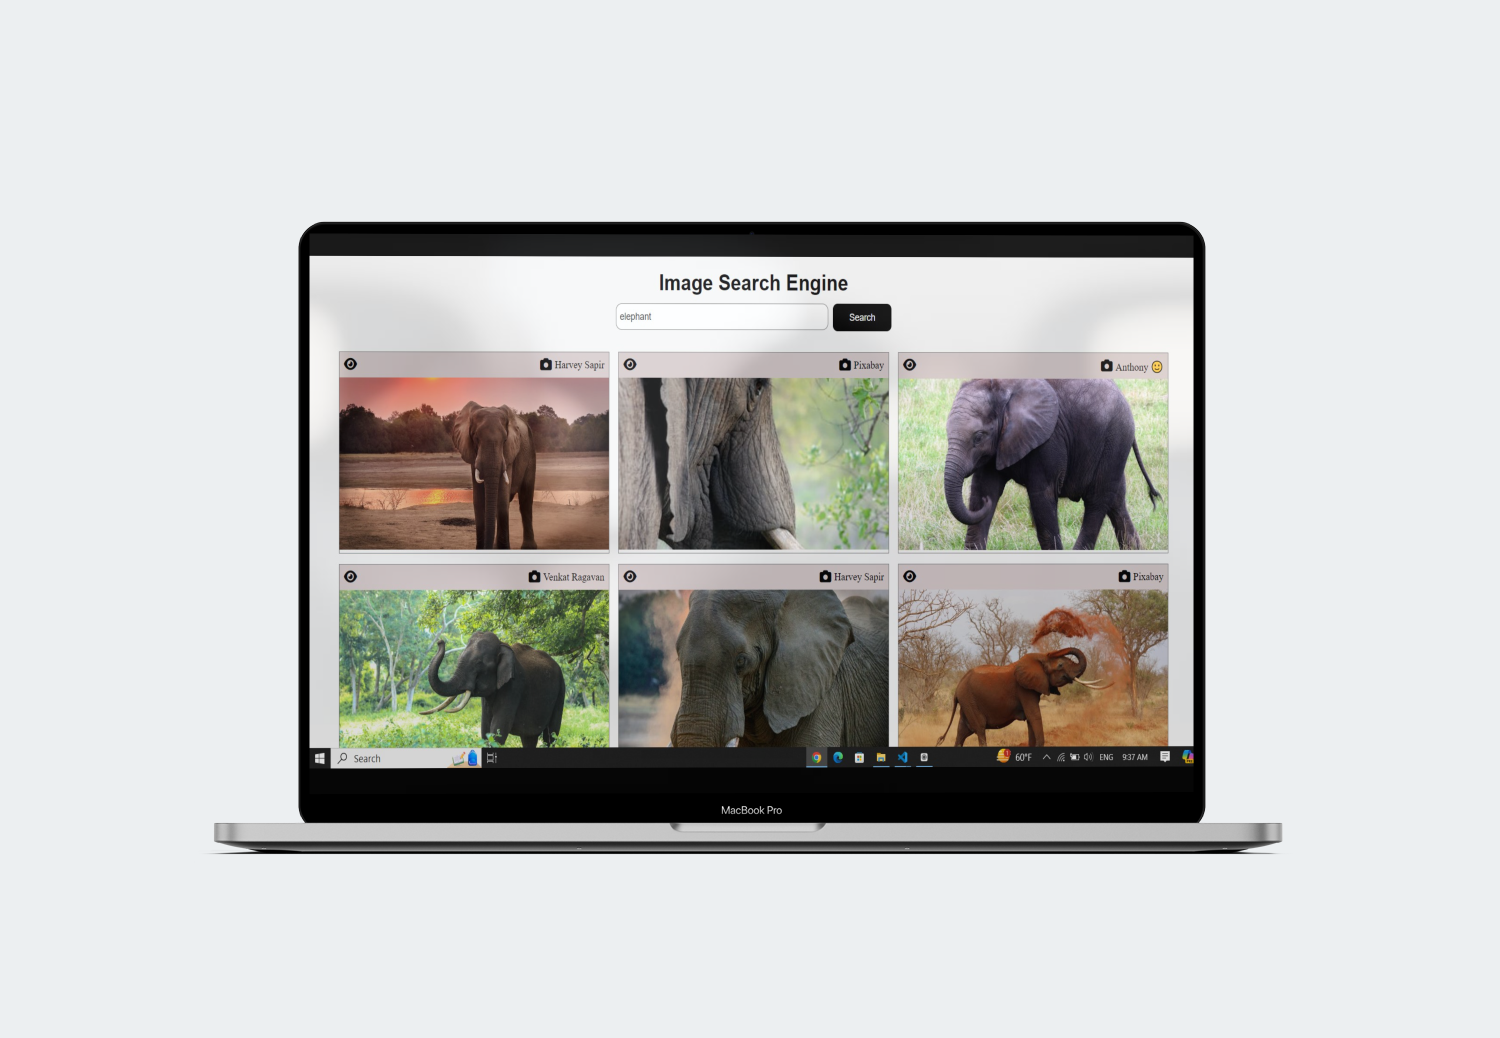 Image Search Engine
elephant
Search
Harvey Sapir
Pixabay
Anthony 🙂
Venkat Ragavan
Harvey Sapir
Pixabay
Search
60°F
ENG
9:37 AM
MacBook Pro